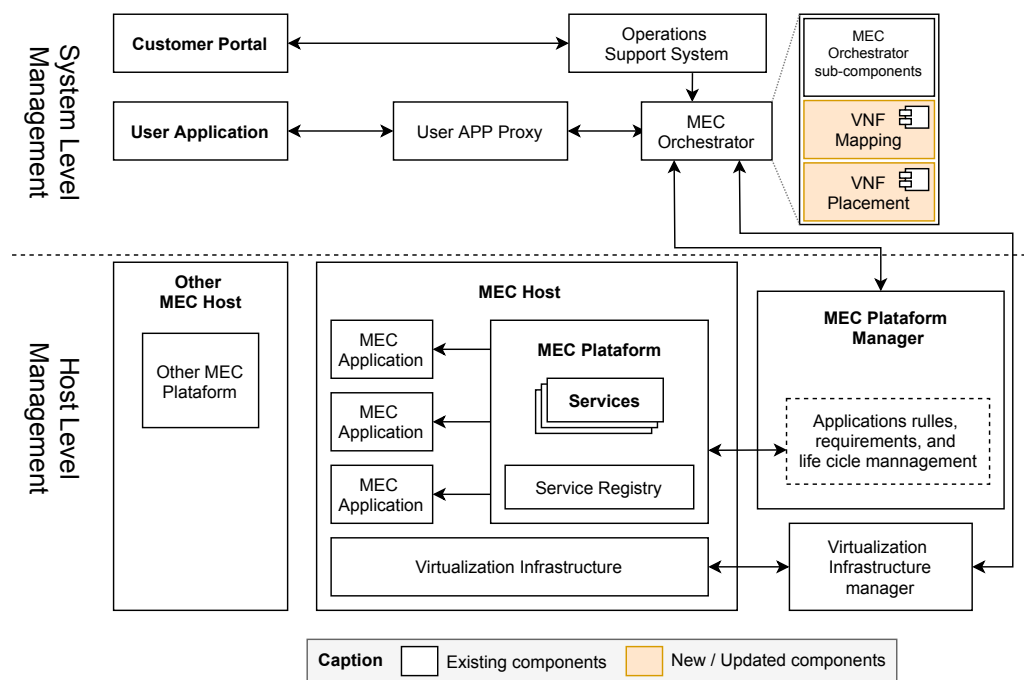 System Level
Management
Customer Portal
Operations
Support System
User Application
User APP Proxy
MEC
Orchestrator
MEC
Orchestrator
sub-components
VNF
Mapping
VNF
Placement
Host Level
Management
Other
MEC Host
Other MEC
Plataform
MEC Host
MEC
Application
MEC
Application
MEC
Application
MEC Plataform
Services
Service Registry
Virtualization Infrastructure
MEC Plataform
Manager
Applications rulles,
requirements, and
life cicle mannagement
Virtualization
Infrastructure
manager
Caption
Existing components
New / Updated components